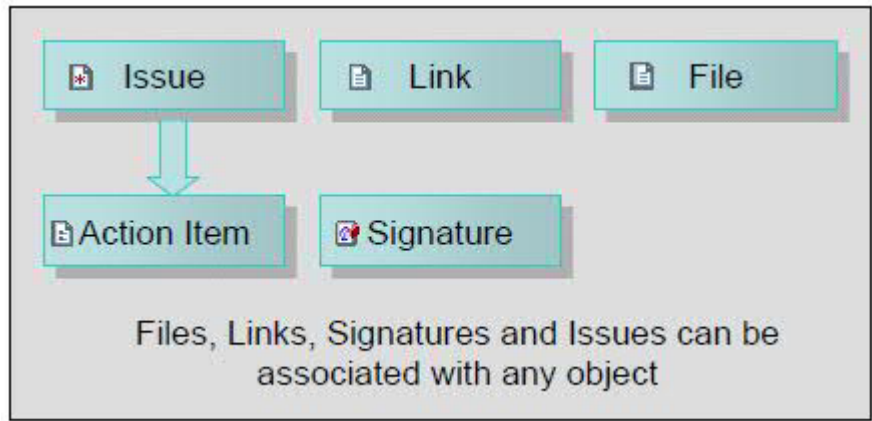 Issue
Link
File
Action Item
Signature
Files, Links, Signatures and Issues can be
associated with any object